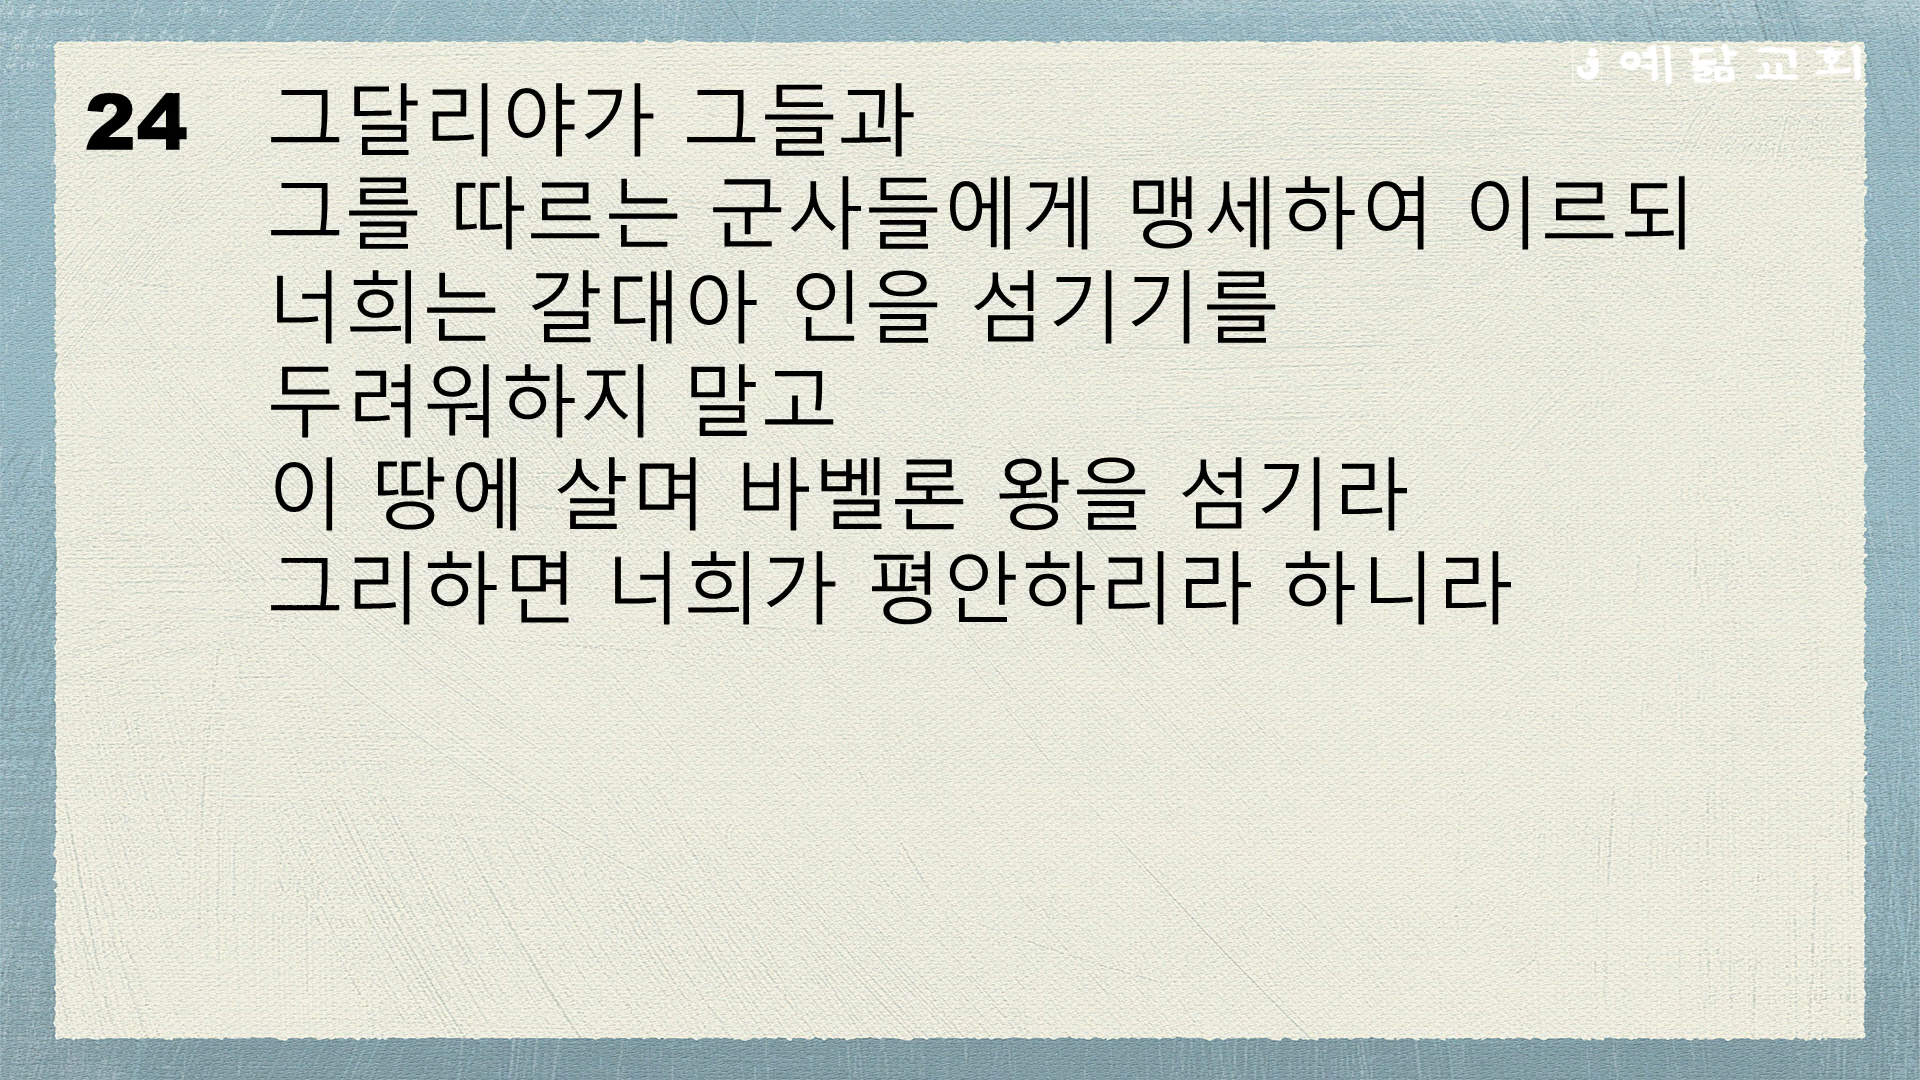 j 예닮교회
24 그달리야가 그들과
그를 따르는 군사들에게 맹세하여 이르되
너희는 갈대아 인을 섬기기를
두려워하지 말고
이 땅에 살며 바벨론 왕을 섬기라
그리하면 너희가 평안하리라 하니라